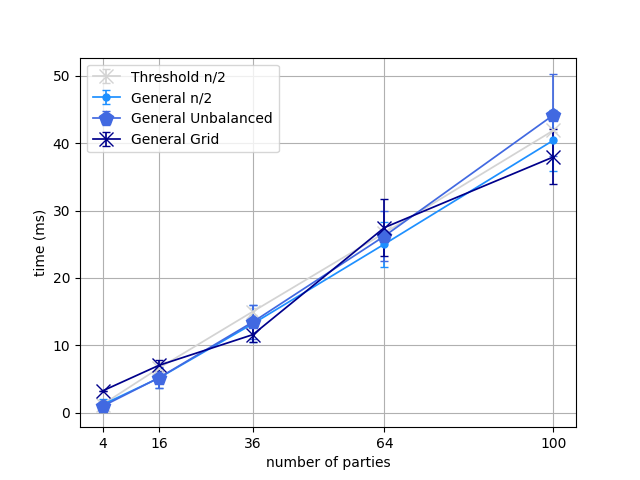 50
40
30
20
10
0
time (ms)
Threshold n/2
General n/2
General Unbalanced
General Grid
4 16 36 64 100
number of parties